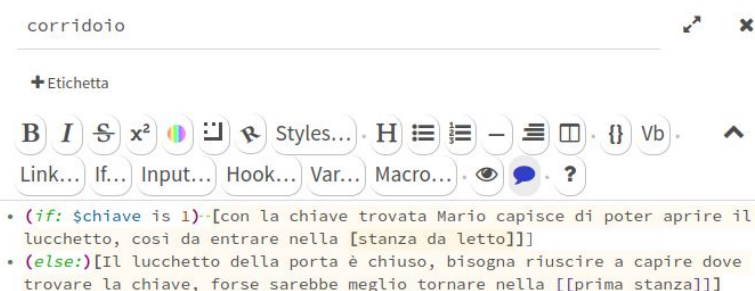 corridoio
+ Etichetta
B I S x² Styles... H {} Vb
Link... If... Input... Hook... Var... Macro... ?
• (if: $chiave is 1)--[con la chiave trovata Mario capisce di poter aprire il
lucchetto, così da entrare nella [stanza da letto]]]
• (else:)[Il lucchetto della porta è chiuso, bisogna riuscire a capire dove
trovare la chiave, forse sarebbe meglio tornare nella [[prima stanza]]]